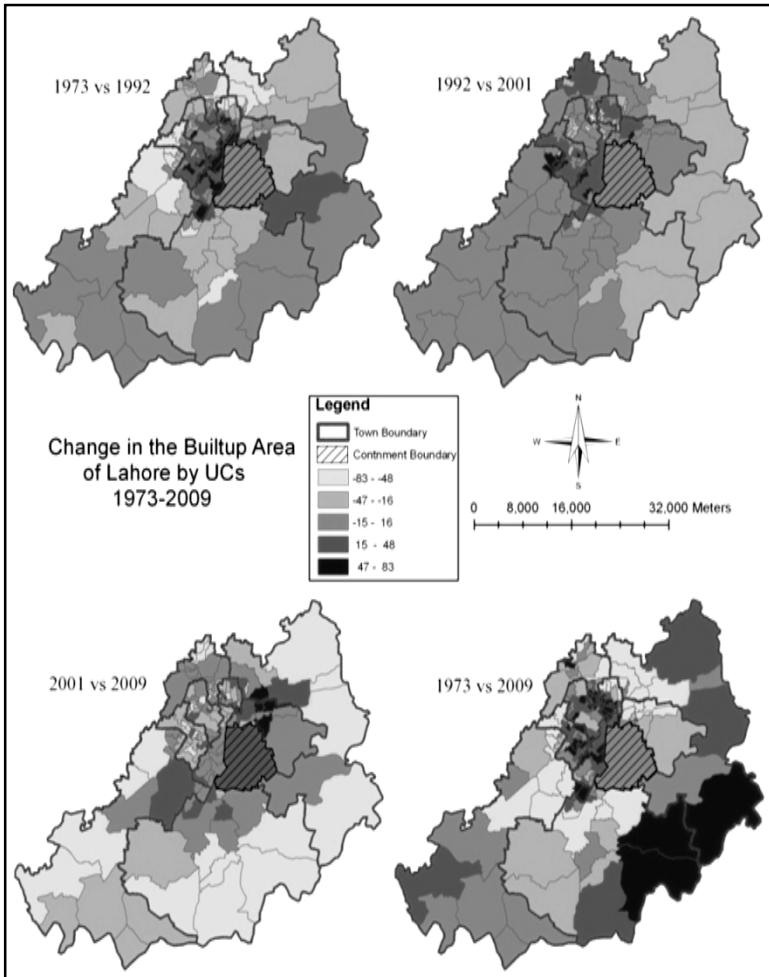 1973 vs 1992
1992 vs 2001
Change in the Builtup Area
of Lahore by UCs
1973-2009
Legend
Town Boundary
Contnment Boundary
-83 - -48
-47 - -16
-15 - 16
15 - 48
47 - 83
N
W E
S
0 8,000 16,000 32,000 Meters
2001 vs 2009
1973 vs 2009